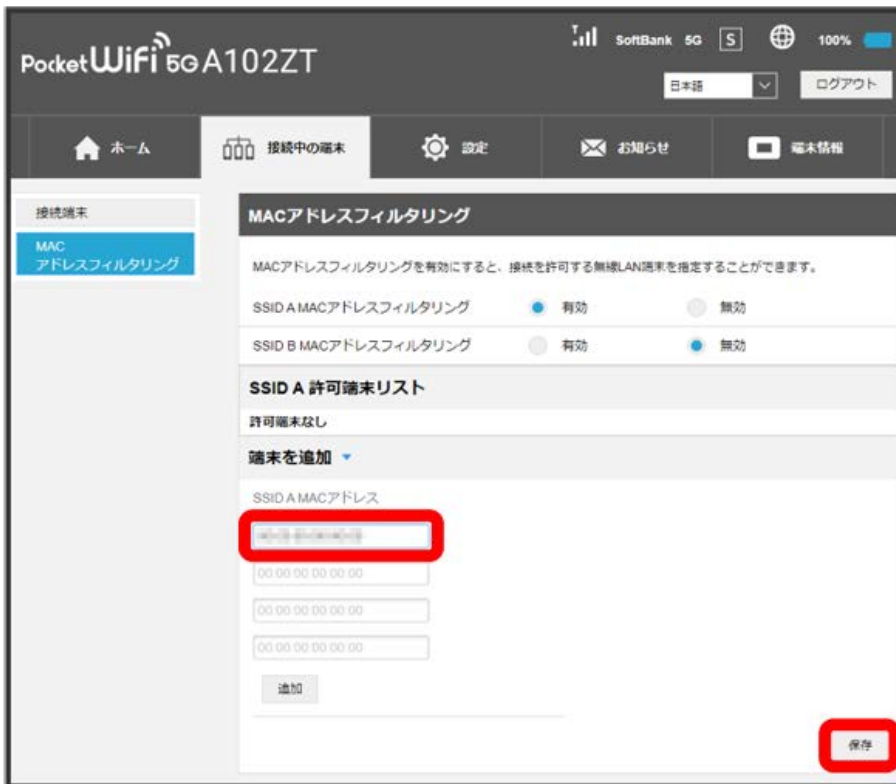 Pocket WiFi 5G A102ZT
SoftBank 5G S 100%
日本語 ログアウト
ホーム 接続中の端末 設定 お知らせ 端末情報
接続端末
MAC
アドレスフィルタリング
MACアドレスフィルタリング
MACアドレスフィルタリングを有効にすると、接続を許可する無線LAN端末を指定することができます。
SSID A MACアドレスフィルタリング 有効 無効
SSID B MACアドレスフィルタリング 有効 無効
SSID A 許可端末リスト
許可端末なし
端末を追加
SSID A MACアドレス
00:00:00:00:00:00
00:00:00:00:00:00
00:00:00:00:00:00
追加
保存